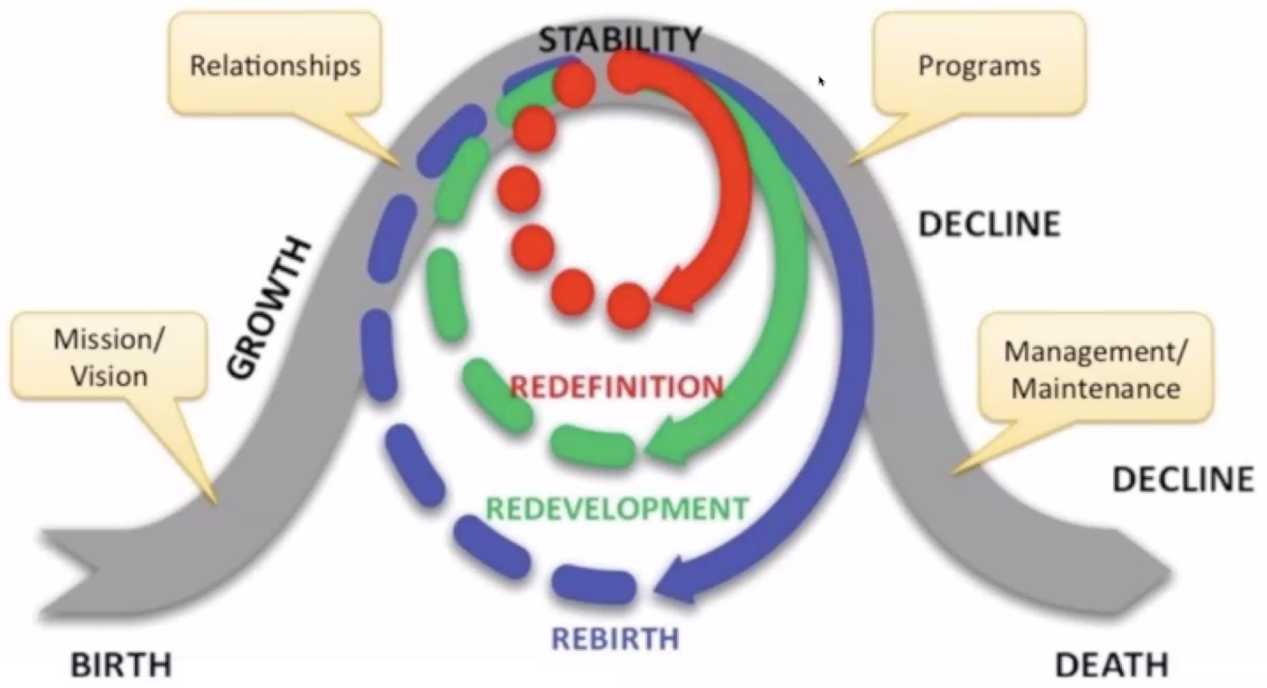 STABILITY
Relationships
Programs
DECLINE
GROWTH
Mission/
Vision
Management/
Maintenance
REDEFINITION
DECLINE
REDEVELOPMENT
REBIRTH
BIRTH
DEATH